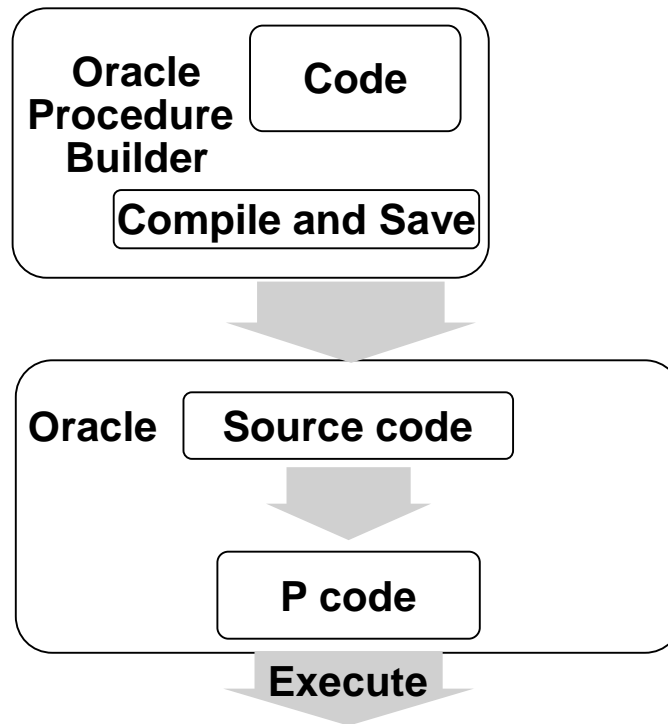 Oracle
Procedure
Builder
Code
Compile and Save
Oracle
Source code
P code
Execute